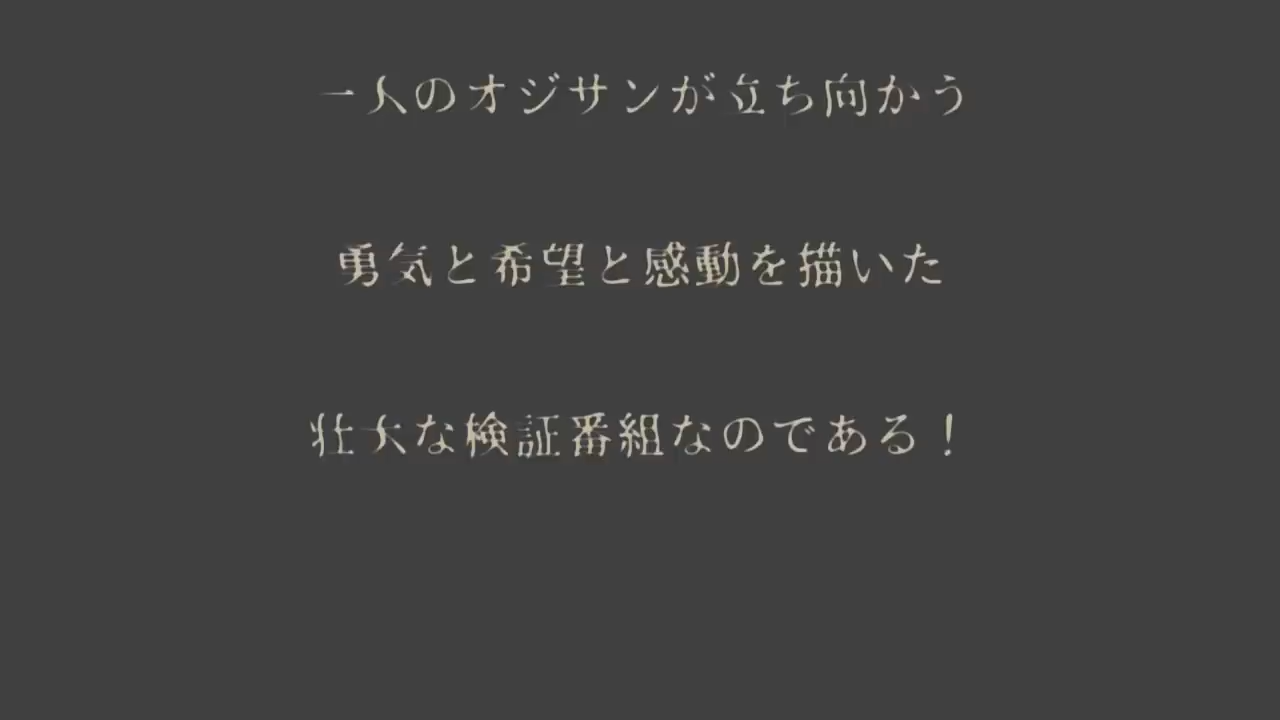 一人のオジサンが立ち向かう
勇気と希望と感動を描いた
壮大な検証番組なのである！